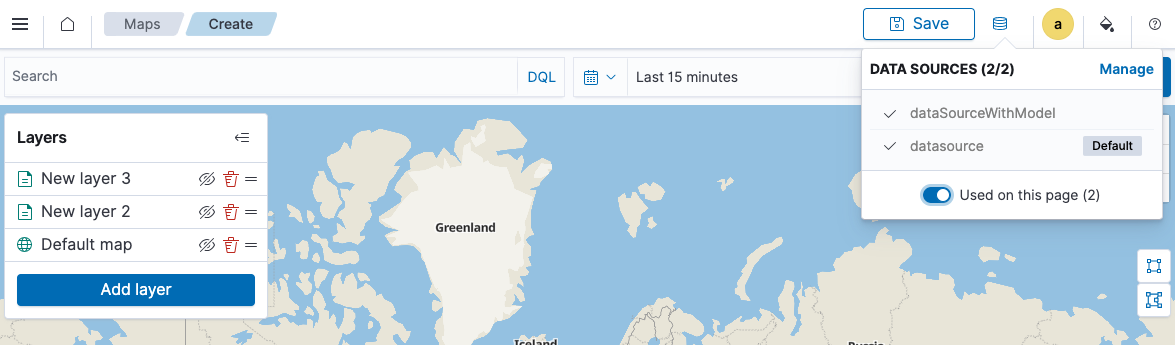 Maps
Create
Save
a
Search
DQL
Last 15 minutes
DATA SOURCES (2/2)
Manage
dataSourceWithModel
datasource
Default
Used on this page (2)
Layers
New layer 3
New layer 2
Default map
Add layer
Greenland
Iceland
Russia